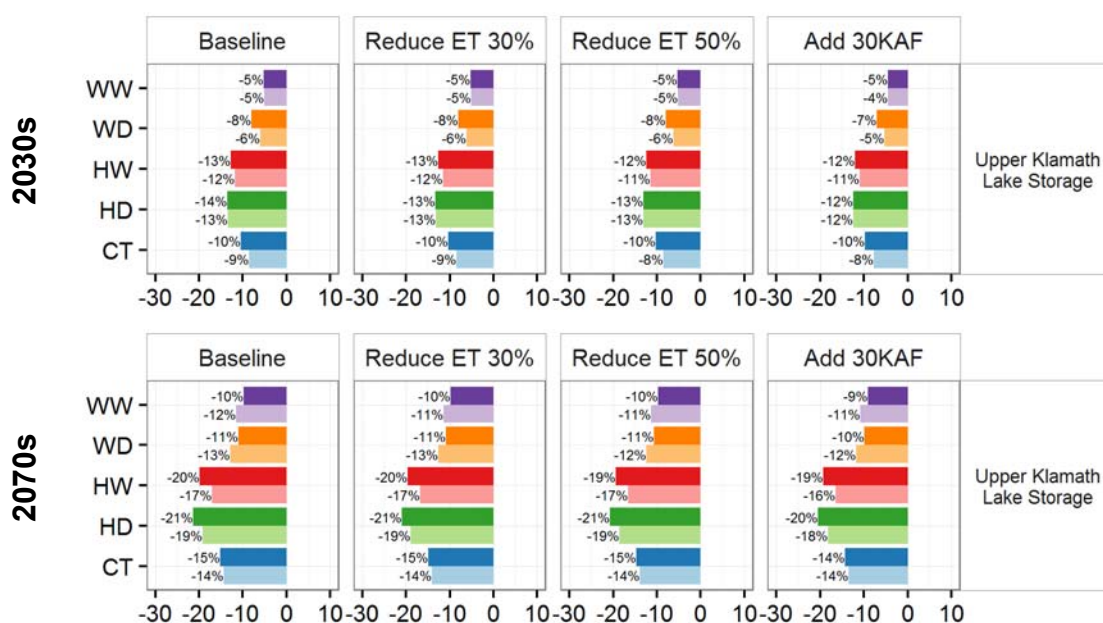 Baseline Reduce ET 30% Reduce ET 50% Add 30KAF
2030s
WW -5% -5% -5% -5%
-5% -5% -5% -4%
WD -8% -8% -8% -7%
-6% -6% -6% -5%
HW -13% -13% -12% -12%
-12% -12% -11% -11%
HD -14% -13% -13% -12%
-13% -13% -13% -12%
CT -10% -10% -10% -10%
-9% -9% -8% -8%
Upper Klamath
Lake Storage
-30 -20 -10 0 10 -30 -20 -10 0 10 -30 -20 -10 0 10 -30 -20 -10 0 10
Baseline Reduce ET 30% Reduce ET 50% Add 30KAF
2070s
WW -10% -10% -10% -9%
-12% -11% -11% -11%
WD -11% -11% -11% -10%
-13% -13% -12% -12%
HW -20% -20% -19% -19%
-17% -17% -17% -16%
HD -21% -21% -21% -20%
-19% -19% -19% -18%
CT -15% -15% -15% -14%
-14% -14% -14% -14%
Upper Klamath
Lake Storage
-30 -20 -10 0 10 -30 -20 -10 0 10 -30 -20 -10 0 10 -30 -20 -10 0 10